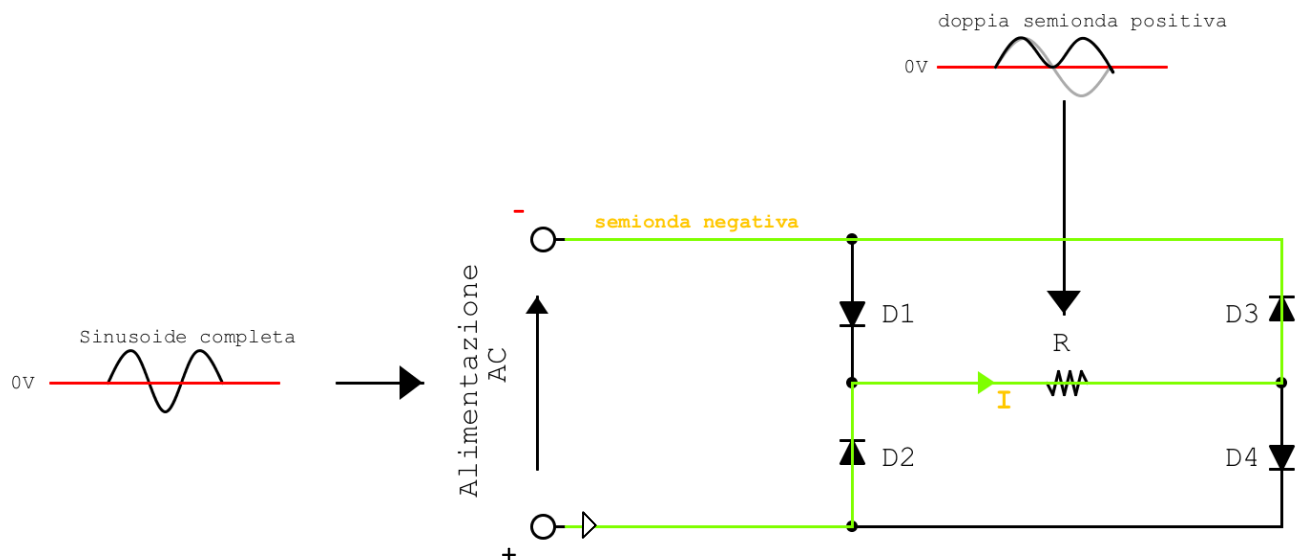 doppia semionda positiva
0V
-
semionda negativa
Alimentazione
AC
Sinusoide completa
0V
D1
D3
R
I
D2
D4
+